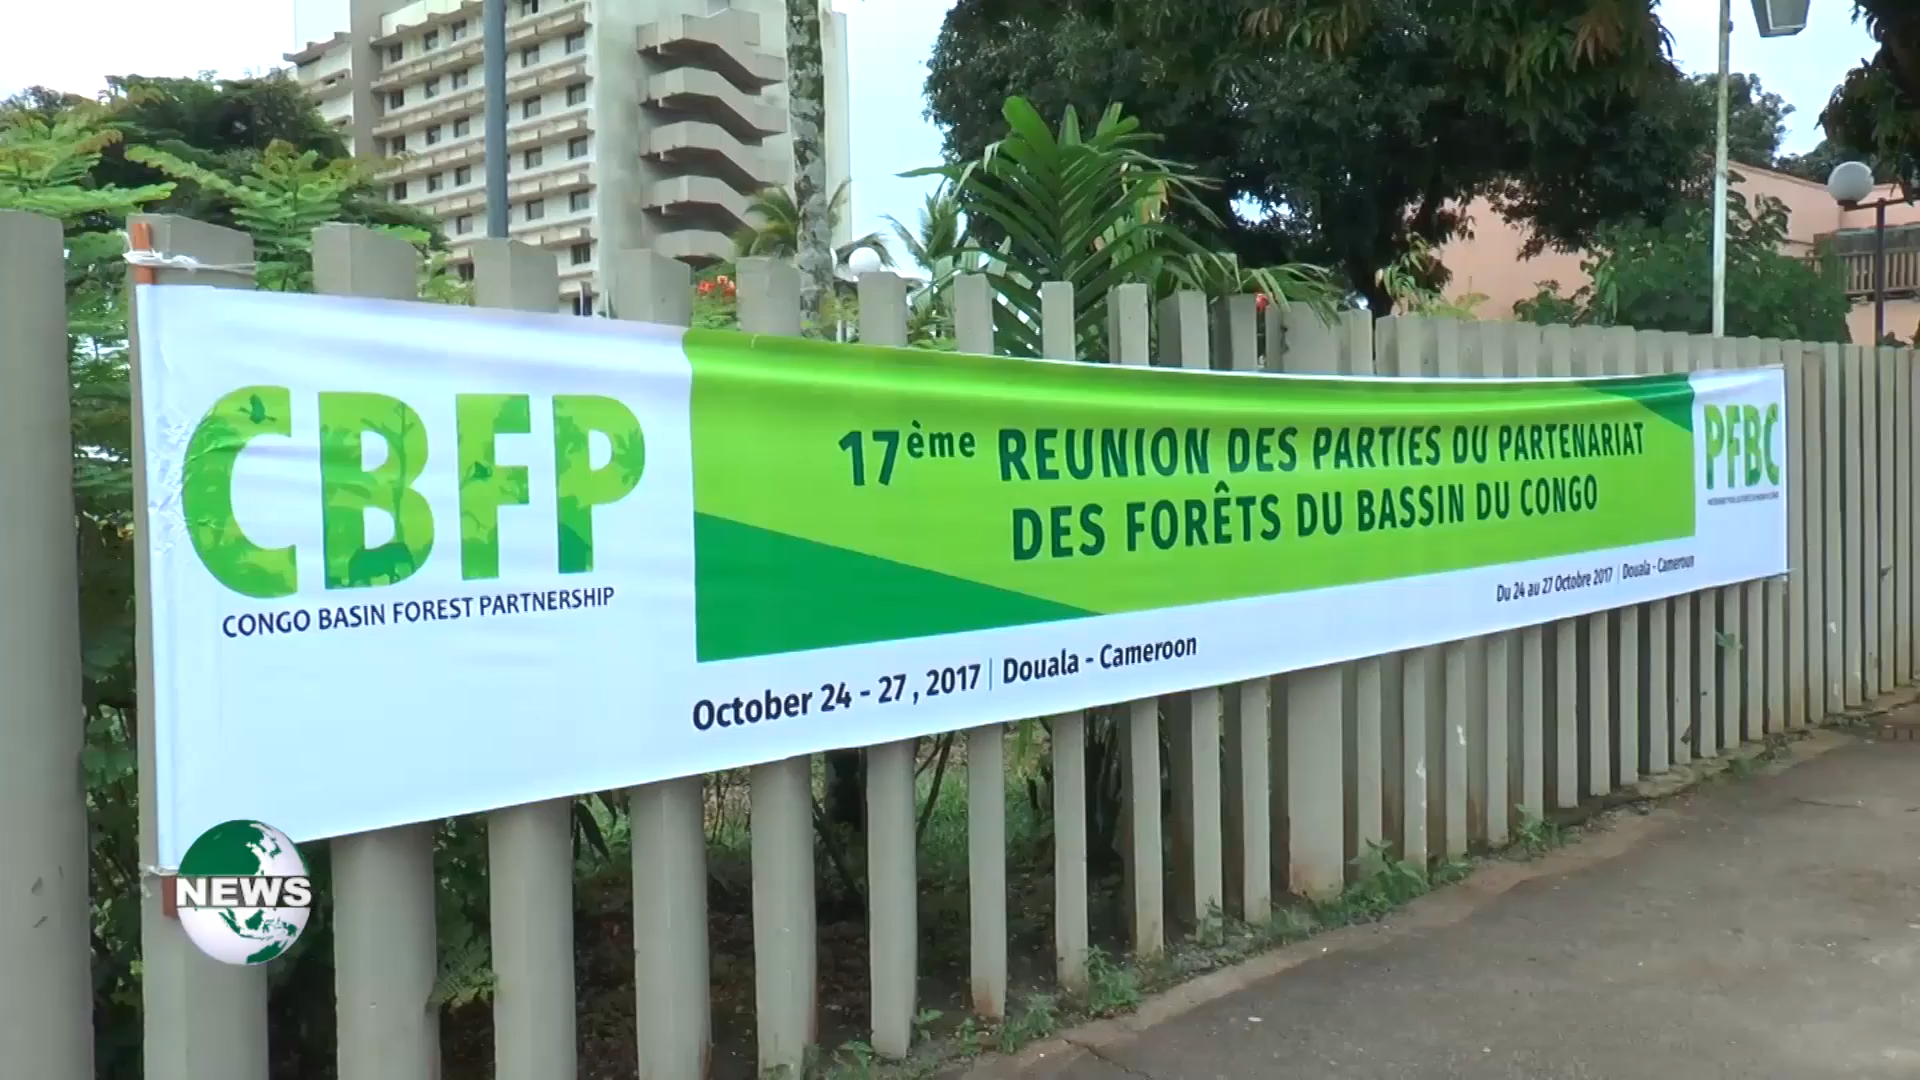 CBFP
CONGO BASIN FOREST PARTNERSHIP
17ème REUNION DES PARTIES DU PARTENARIAT
DES FORÊTS DU BASSIN DU CONGO
October 24 - 27 , 2017 | Douala - Cameroon
Du 24 au 27 Octobre 2017 | Douala - Cameroun
PFBC
NEWS